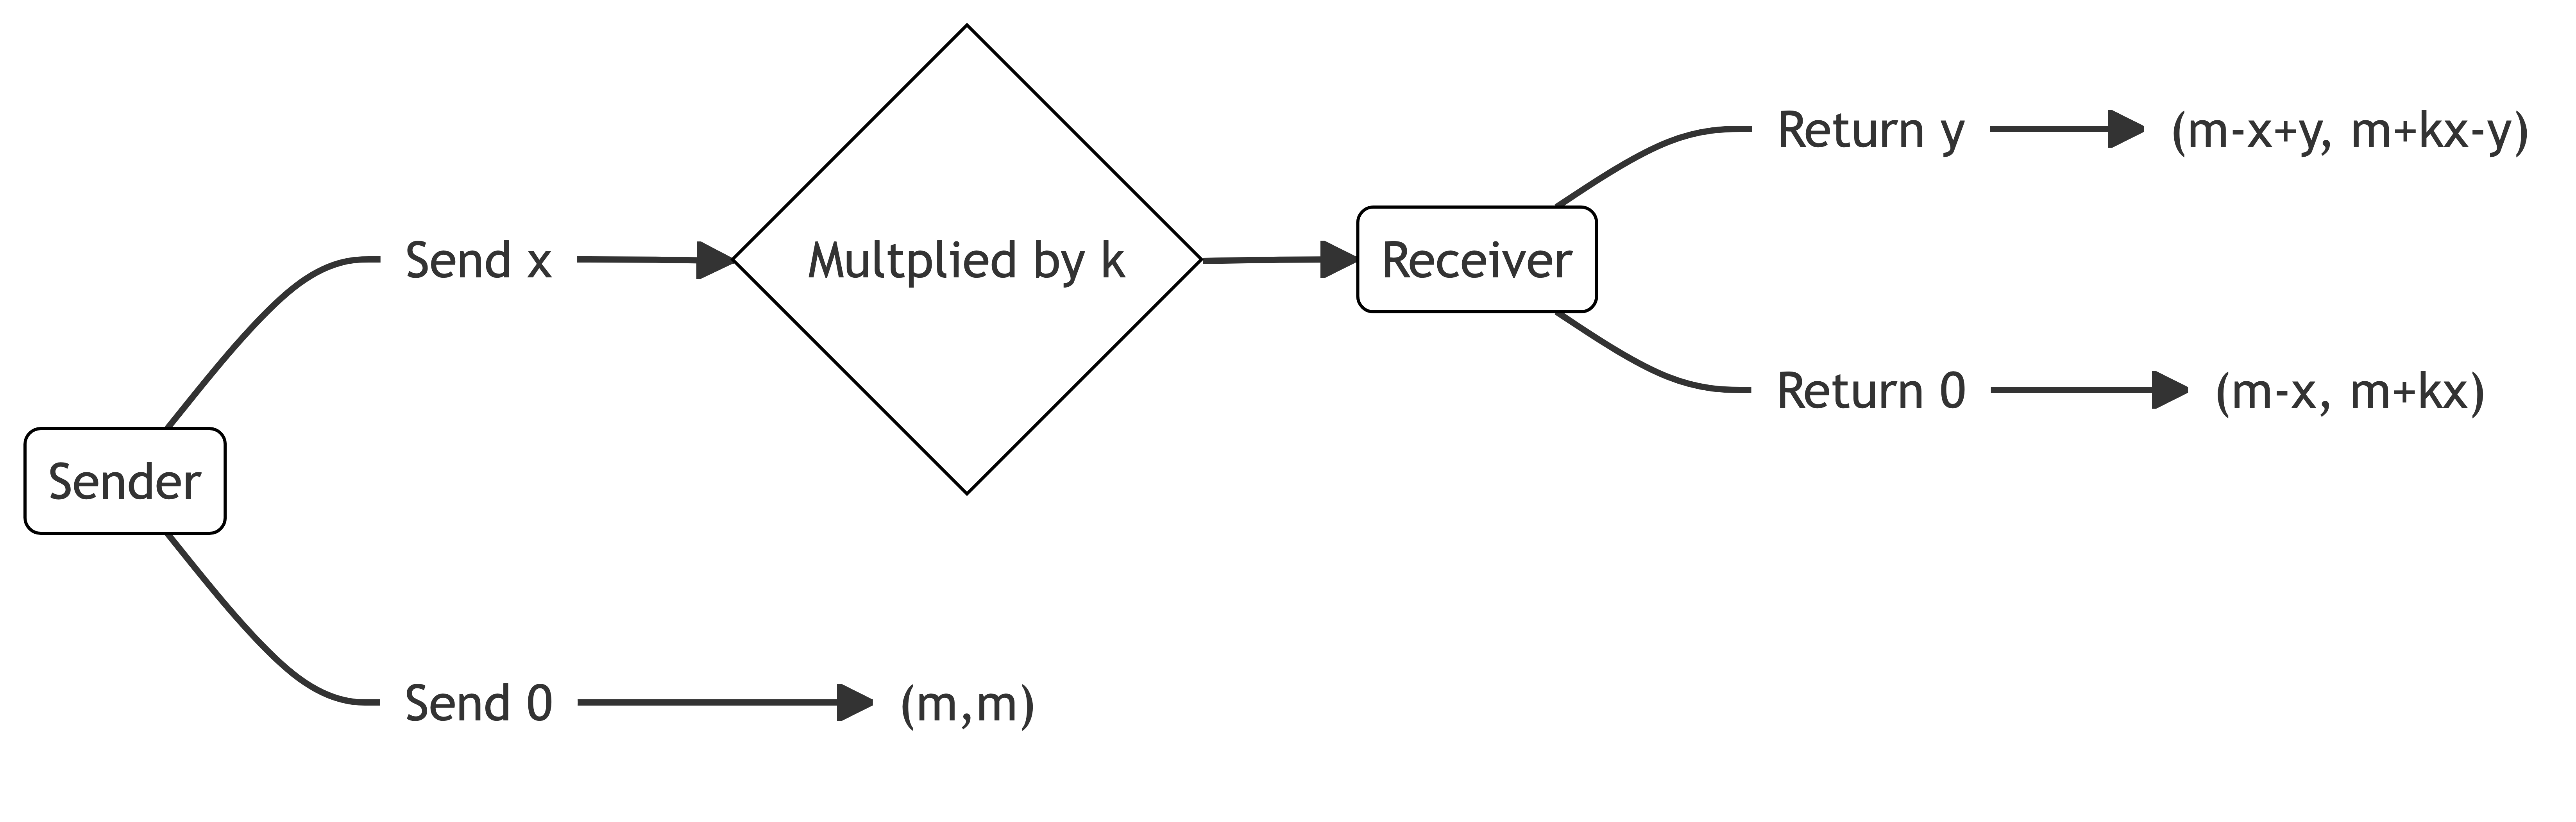 Return y
(m-x+y, m+kx-y)
Send x
Multplied by k
Receiver
Return 0
(m-x, m+kx)
Sender
Send 0
(m,m)